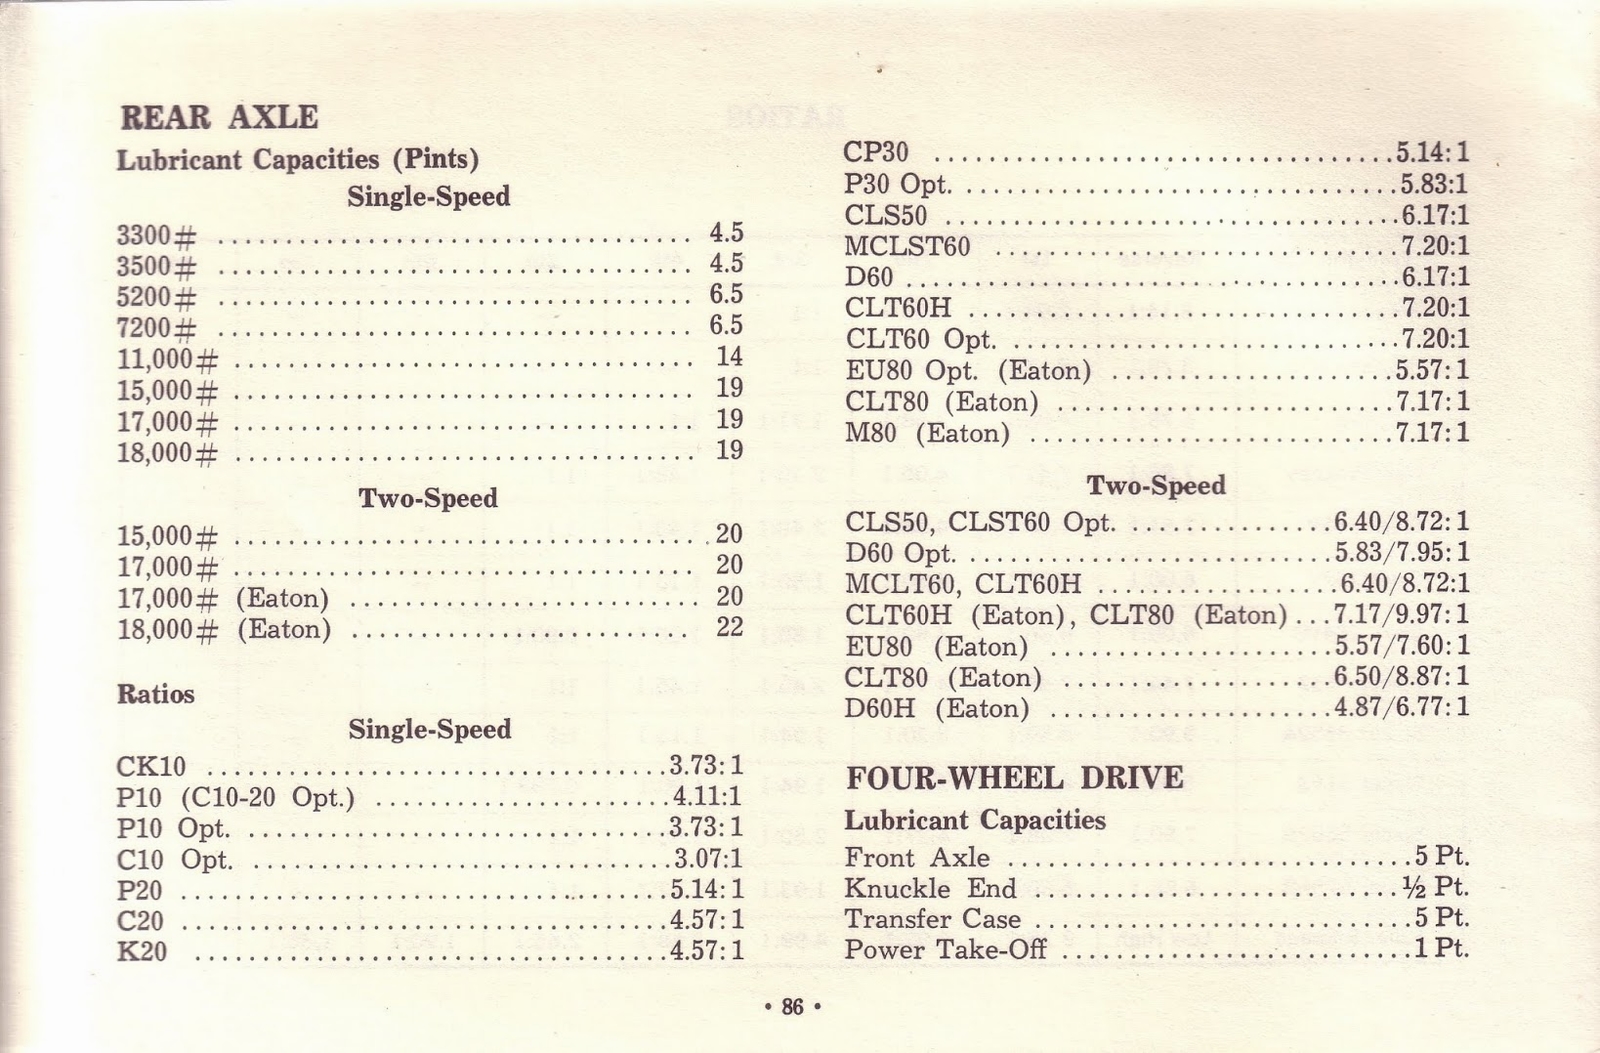 REAR AXLE
Lubricant Capacities (Pints)
Single-Speed
3300# .................................. 4.5
3500# .................................. 4.5
5200# .................................. 6.5
7200# .................................. 6.5
11,000# .................................. 14
15,000# .................................. 19
17,000# .................................. 19
18,000# .................................. 19
Two-Speed
15,000# .................................. 20
17,000# .................................. 20
17,000# (Eaton) .......................... 20
18,000# (Eaton) ......................... 22
Ratios
Single-Speed
CK10 ..................................3.73:1
P10 (C10-20 Opt.) ......................4.11:1
P10 Opt. ...............................3.73:1
C10 Opt. ...............................3.07:1
P20 ....................................5.14:1
C20 ....................................4.57:1
K20 ...................................4.57:1
CP30 ..................................5.14:1
P30 Opt. ................................5.83:1
CLS50 ..................................6.17:1
MCLST60 ..............................7.20:1
D60 .....................................6.17:1
CLT60H ................................7.20:1
CLT60 Opt. .............................7.20:1
EU80 Opt. (Eaton) .....................5.57:1
CLT80 (Eaton) .........................7.17:1
M80 (Eaton) ...........................7.17:1
Two-Speed
CLS50, CLST60 Opt. ...............6.40/8.72:1
D60 Opt. ...........................5.83/7.95:1
MCLT60, CLT60H ..................6.40/8.72:1
CLT60H (Eaton), CLT80 (Eaton)...7.17/9.97:1
EU80 (Eaton) .....................5.57/7.60:1
CLT80 (Eaton) ....................6.50/8.87:1
D60H (Eaton) .....................4.87/6.77:1
FOUR-WHEEL DRIVE
Lubricant Capacities
Front Axle ..............................5 Pt.
Knuckle End ............................½ Pt.
Transfer Case ............................5 Pt.
Power Take-Off ..........................1 Pt.
• 86 •